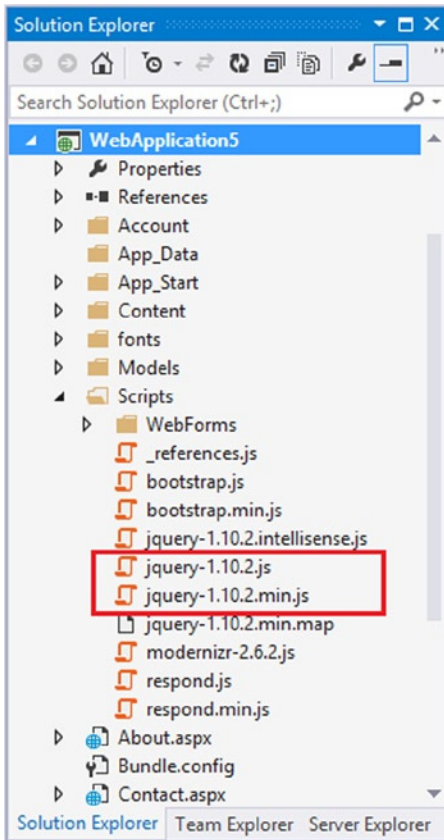 Solution Explorer
Search Solution Explorer (Ctrl+;)
WebApplication5
Properties
References
Account
App_Data
App_Start
Content
fonts
Models
Scripts
WebForms
_references.js
bootstrap.js
bootstrap.min.js
jquery-1.10.2.intellisense.js
jquery-1.10.2.js
jquery-1.10.2.min.js
jquery-1.10.2.min.map
modernizr-2.6.2.js
respond.js
respond.min.js
About.aspx
Bundle.config
Contact.aspx
Solution Explorer Team Explorer Server Explorer